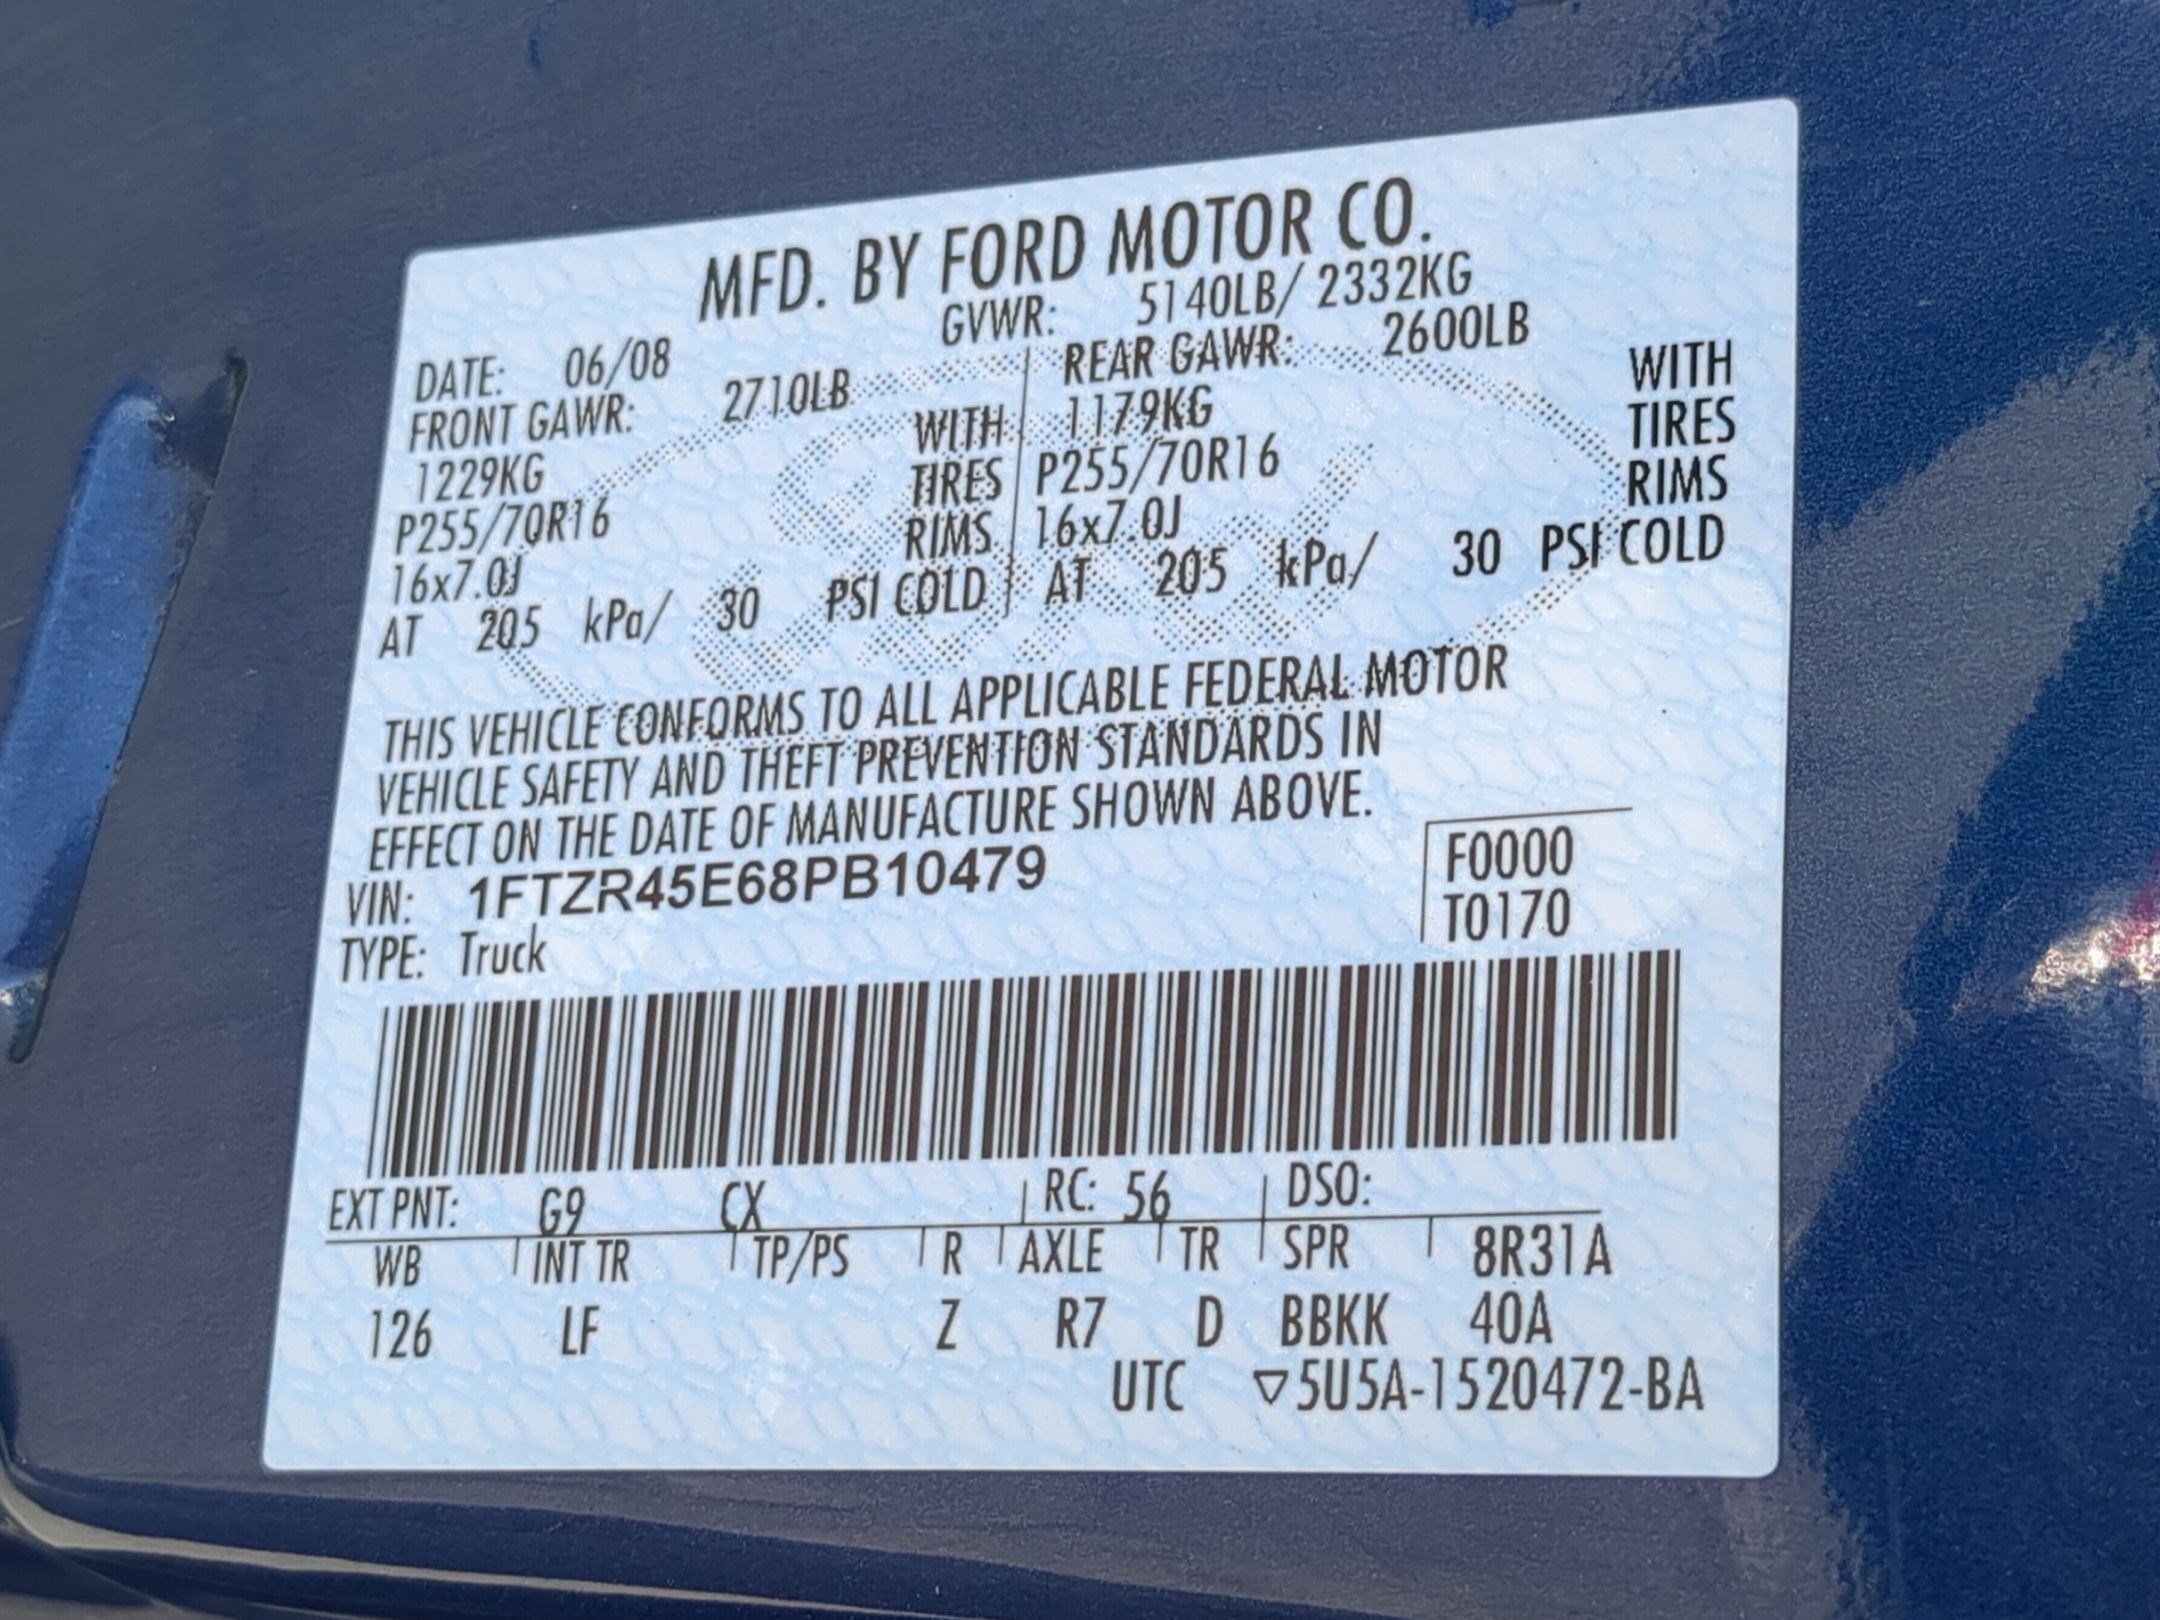 MFD. BY FORD MOTOR CO.
DATE: 06/08 GVWR: 5140LB/ 2332KG
FRONT GAWR: 2710LB REAR GAWR: 2600LB
1229KG WITH 1179KG WITH
P255/70R16 TIRES P255/70R16 TIRES
16x7.0J RIMS 16x7.0J RIMS
AT 205 kPa/ 30 PSI COLD AT 205 kPa/ 30 PSI COLD
THIS VEHICLE CONFORMS TO ALL APPLICABLE FEDERAL MOTOR
VEHICLE SAFETY AND THEFT PREVENTION STANDARDS IN
EFFECT ON THE DATE OF MANUFACTURE SHOWN ABOVE.
VIN: 1FTZR45E68PB10479 F0000
TYPE: Truck T0170
EXT PNT: G9 CX RC: 56 DSO:
WB INT TR TP/PS R AXLE TR SPR 8R31A
126 LF Z R7 D BBKK 40A
UTC ▽5U5A-1520472-BA